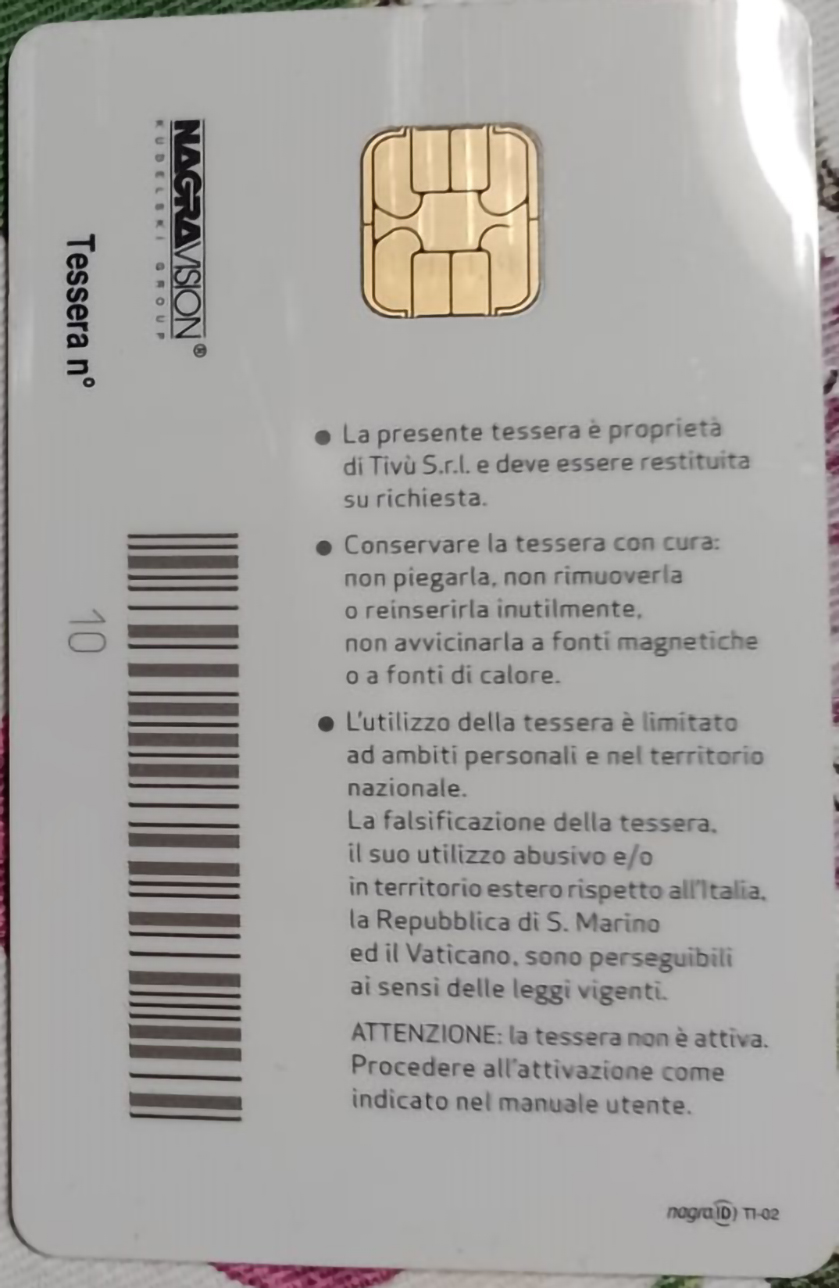 NAGRAVISION®
KUDELSKI GROUP
Tessera n°
10
● La presente tessera è proprietà
di Tivù S.r.l. e deve essere restituita
su richiesta.
● Conservare la tessera con cura:
non piegarla, non rimuoverla
o reinserirla inutilmente,
non avvicinarla a fonti magnetiche
o a fonti di calore.
● L'utilizzo della tessera è limitato
ad ambiti personali e nel territorio
nazionale.
La falsificazione della tessera,
il suo utilizzo abusivo e/o
in territorio estero rispetto all'Italia,
la Repubblica di S. Marino
ed il Vaticano, sono perseguibili
ai sensi delle leggi vigenti.
ATTENZIONE: la tessera non è attiva.
Procedere all'attivazione come
indicato nel manuale utente.
nagraID) T1-02